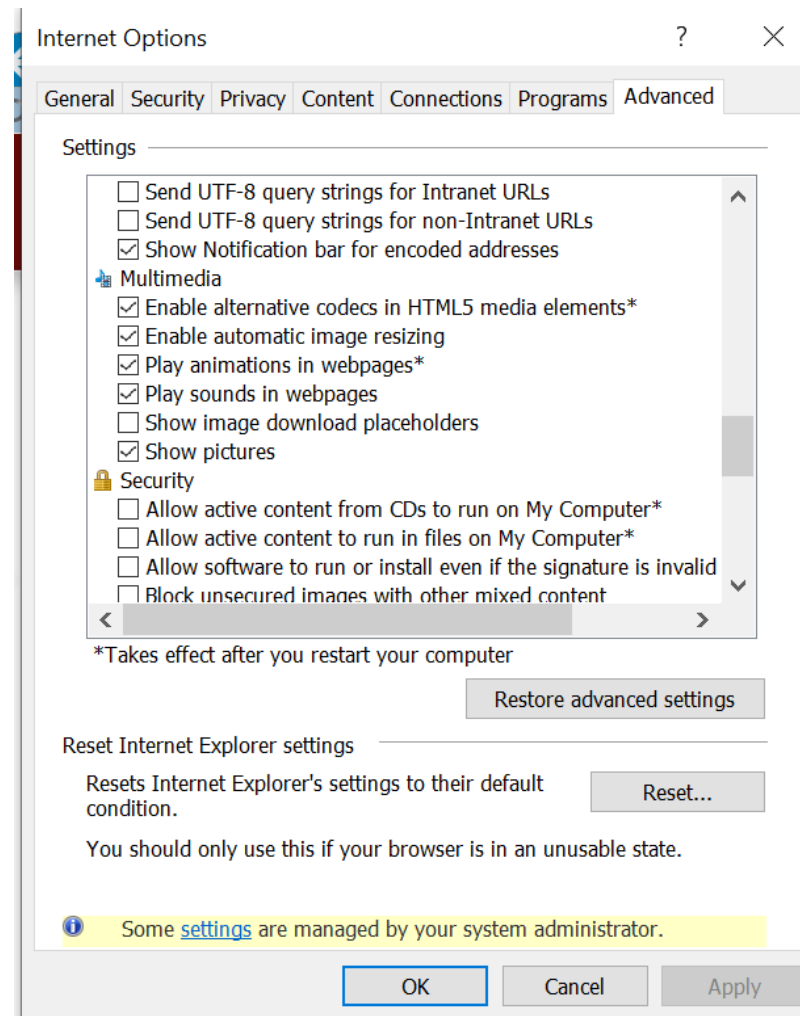 Internet Options
?
General Security Privacy Content Connections Programs Advanced
Settings
Send UTF-8 query strings for Intranet URLs
Send UTF-8 query strings for non-Intranet URLs
Show Notification bar for encoded addresses
Multimedia
Enable alternative codecs in HTML5 media elements*
Enable automatic image resizing
Play animations in webpages*
Play sounds in webpages
Show image download placeholders
Show pictures
Security
Allow active content from CDs to run on My Computer*
Allow active content to run in files on My Computer*
Allow software to run or install even if the signature is invalid
Block unsecured images with other mixed content
*Takes effect after you restart your computer
Restore advanced settings
Reset Internet Explorer settings
Resets Internet Explorer's settings to their default
condition.
Reset...
You should only use this if your browser is in an unusable state.
Some settings are managed by your system administrator.
OK Cancel Apply